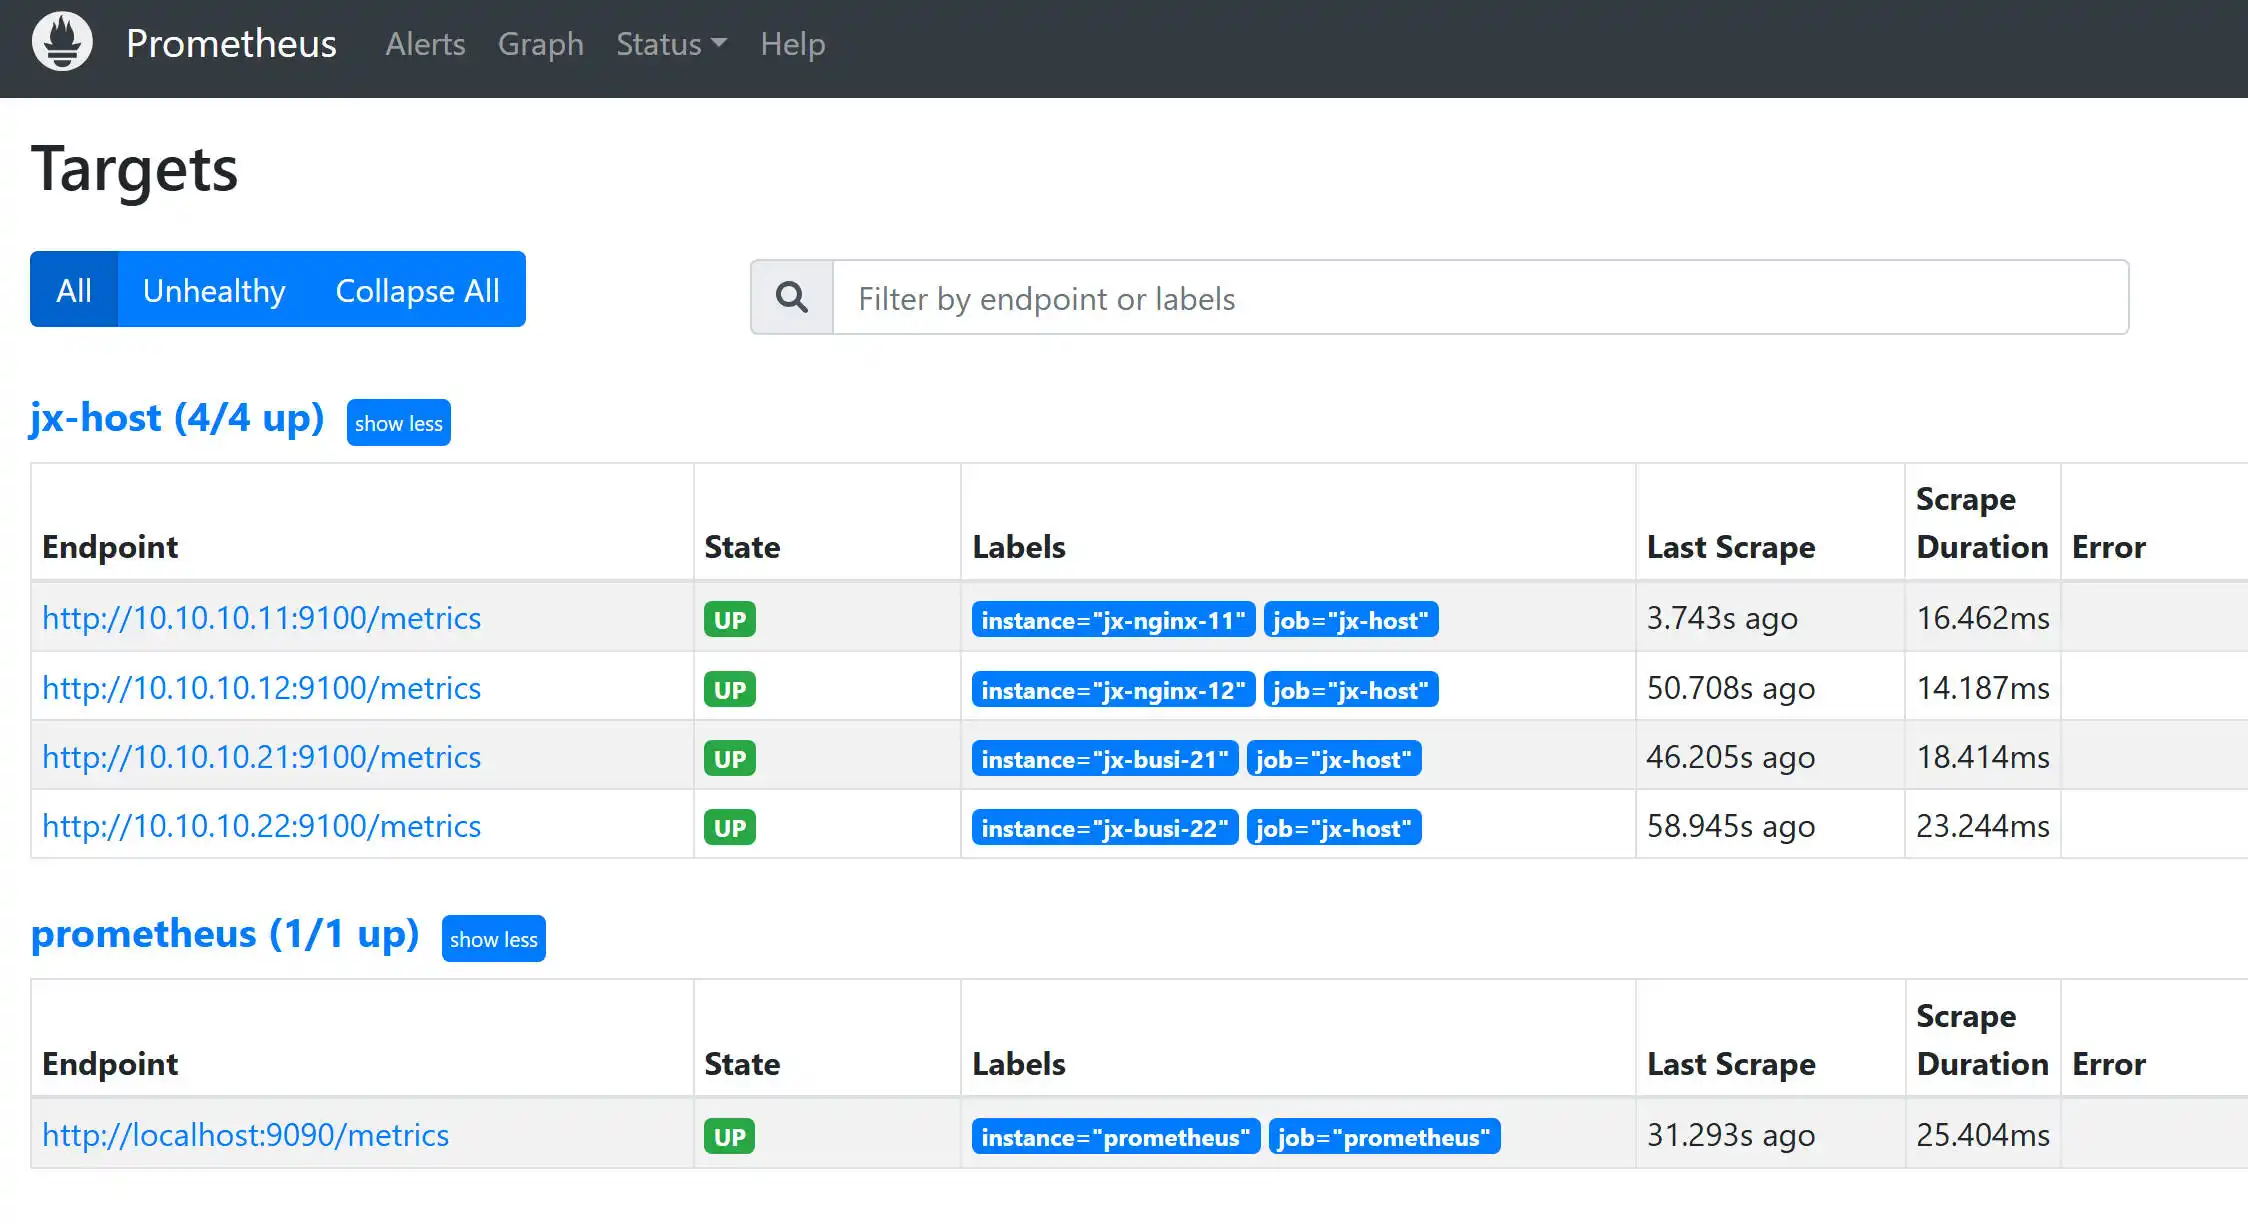 Prometheus Alerts Graph Status Help
Targets
All Unhealthy Collapse All
Filter by endpoint or labels
jx-host (4/4 up) show less
Endpoint State Labels Last Scrape Scrape Duration Error
http://10.10.10.11:9100/metrics UP instance="jx-nginx-11" job="jx-host" 3.743s ago 16.462ms
http://10.10.10.12:9100/metrics UP instance="jx-nginx-12" job="jx-host" 50.708s ago 14.187ms
http://10.10.10.21:9100/metrics UP instance="jx-busi-21" job="jx-host" 46.205s ago 18.414ms
http://10.10.10.22:9100/metrics UP instance="jx-busi-22" job="jx-host" 58.945s ago 23.244ms
prometheus (1/1 up) show less
Endpoint State Labels Last Scrape Scrape Duration Error
http://localhost:9090/metrics UP instance="prometheus" job="prometheus" 31.293s ago 25.404ms